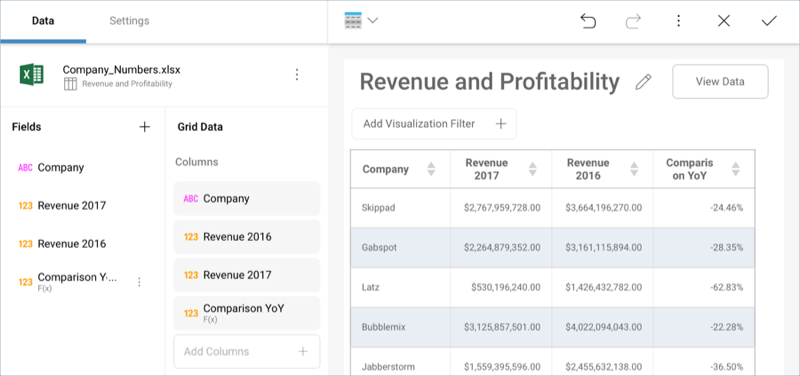 Data
Settings
Company_Numbers.xlsx
Revenue and Profitability
Fields
ABC Company
123 Revenue 2017
123 Revenue 2016
123 Comparison Y-...
F(x)
Grid Data
Columns
ABC Company
123 Revenue 2016
123 Revenue 2017
123 Comparison YoY
F(x)
Add Columns
Revenue and Profitability
View Data
Add Visualization Filter
Company Revenue 2017 Revenue 2016 Comparis on YoY
Skippad $2,767,959,728.00 $3,664,196,270.00 -24.46%
Gabspot $2,264,879,352.00 $3,161,115,894.00 -28.35%
Latz $530,196,240.00 $1,426,432,782.00 -62.83%
Bubblemix $3,125,857,501.00 $4,022,094,043.00 -22.28%
Jabberstorm $1,559,395,596.00 $2,455,632,138.00 -36.50%